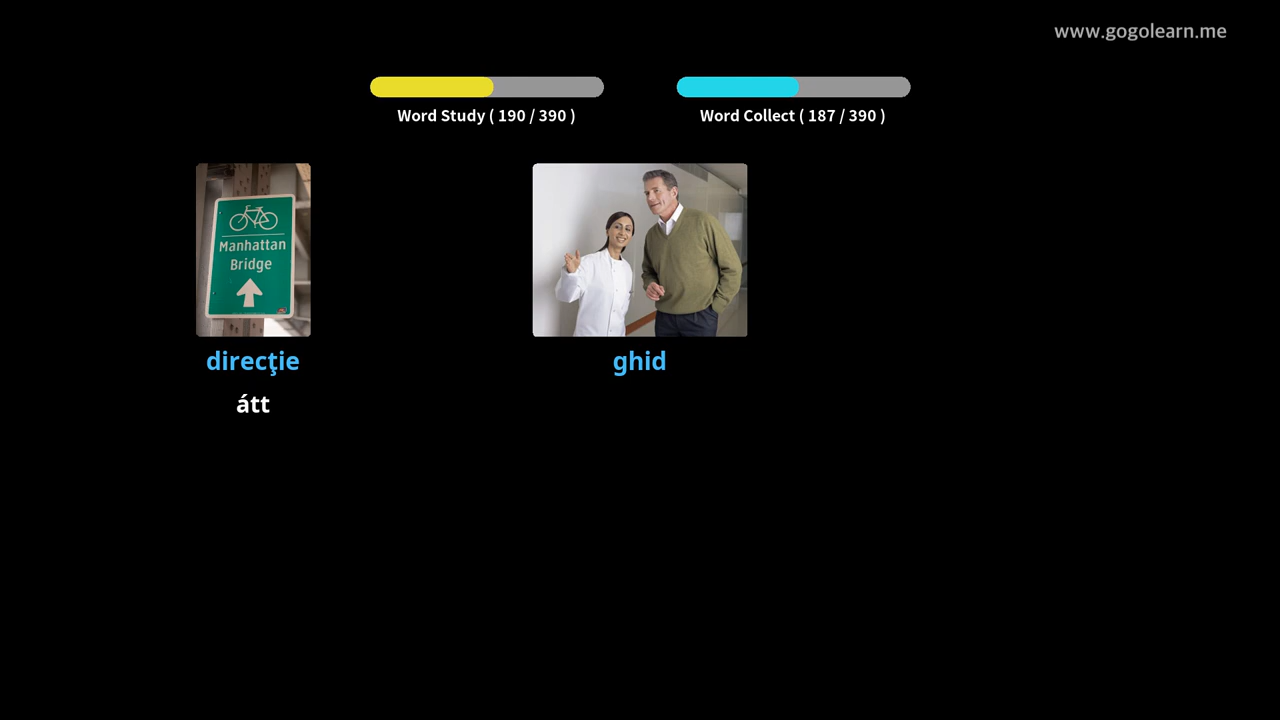 www.gogolearn.me
Word Study ( 190 / 390 )
Word Collect ( 187 / 390 )
Manhattan
Bridge
direcţie
ghid
átt